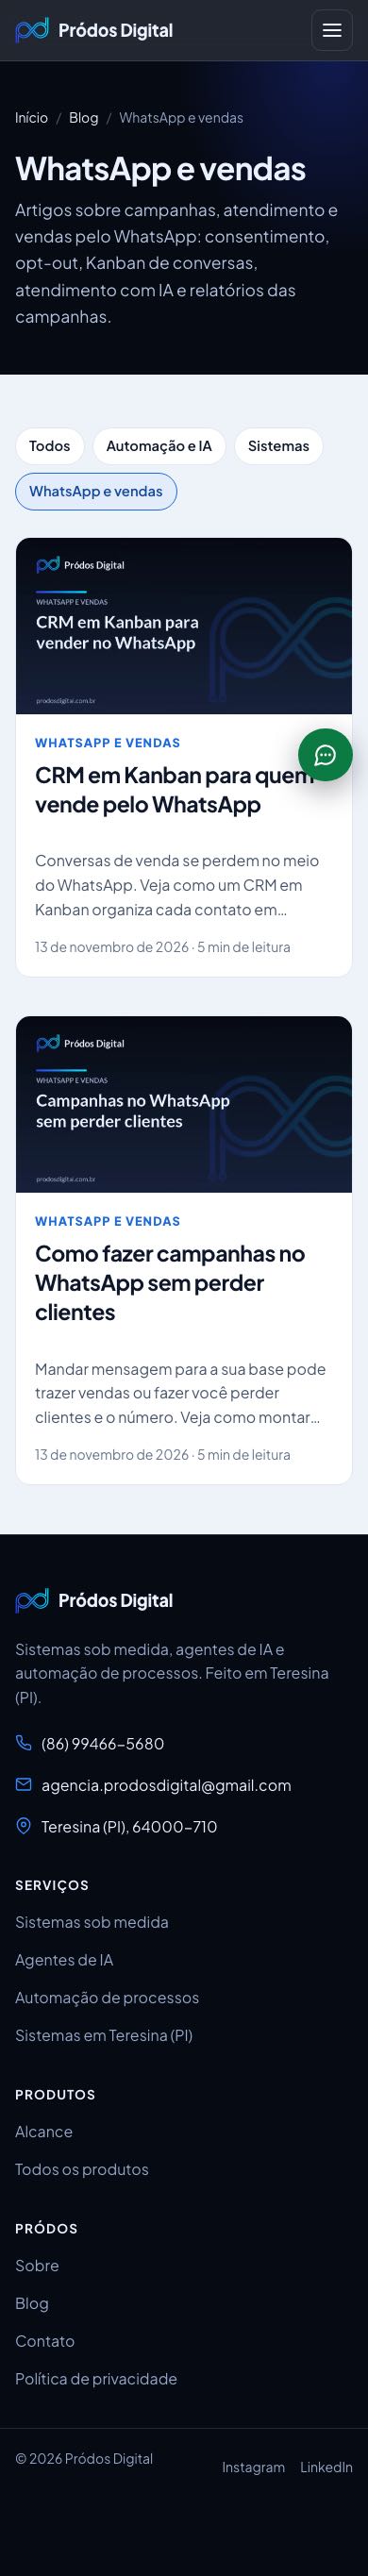 Pródos Digital
Início / Blog / WhatsApp e vendas
WhatsApp e vendas
Artigos sobre campanhas, atendimento e
vendas pelo WhatsApp: consentimento,
opt-out, Kanban de conversas,
atendimento com IA e relatórios das
campanhas.
Todos
Automação e IA
Sistemas
WhatsApp e vendas
Pródos Digital
WHATSAPP E VENDAS
CRM em Kanban para
vender no WhatsApp
prodosdigital.com.br
WHATSAPP E VENDAS
CRM em Kanban para quem
vende pelo WhatsApp
Conversas de venda se perdem no meio
do WhatsApp. Veja como um CRM em
Kanban organiza cada contato em…
13 de novembro de 2026 · 5 min de leitura
Pródos Digital
WHATSAPP E VENDAS
Campanhas no WhatsApp
sem perder clientes
prodosdigital.com.br
WHATSAPP E VENDAS
Como fazer campanhas no
WhatsApp sem perder
clientes
Mandar mensagem para a sua base pode
trazer vendas ou fazer você perder
clientes e o número. Veja como montar…
13 de novembro de 2026 · 5 min de leitura
Pródos Digital
Sistemas sob medida, agentes de IA e
automação de processos. Feito em Teresina
(PI).
(86) 99466-5680
agencia.prodosdigital@gmail.com
Teresina (PI), 64000-710
SERVIÇOS
Sistemas sob medida
Agentes de IA
Automação de processos
Sistemas em Teresina (PI)
PRODUTOS
Alcance
Todos os produtos
PRÓDOS
Sobre
Blog
Contato
Política de privacidade
© 2026 Pródos Digital
Instagram LinkedIn